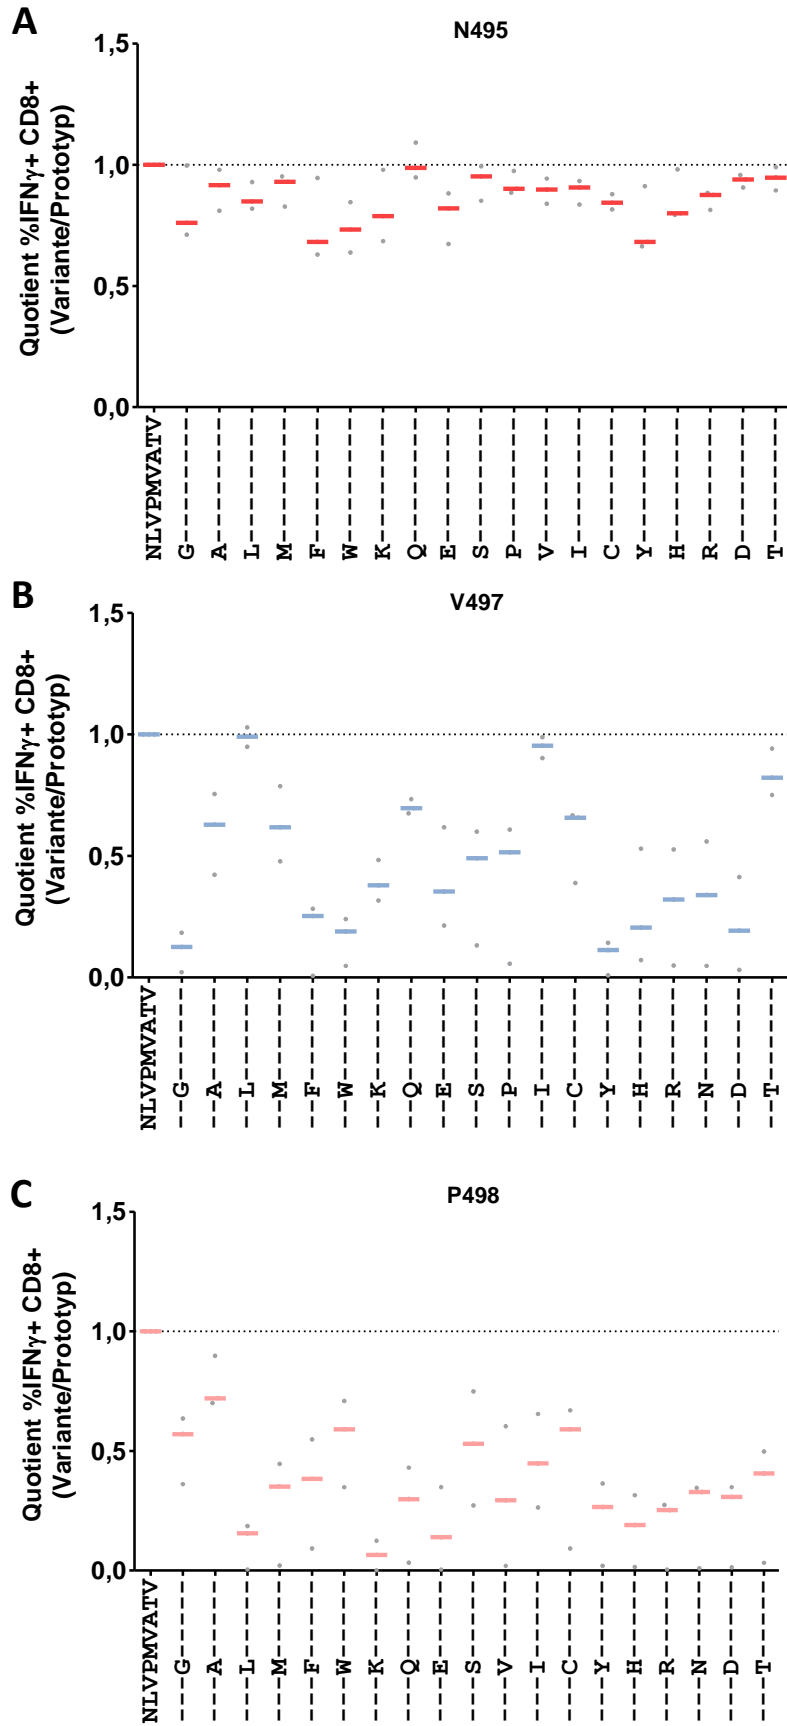 A
N495
Quotient %IFNγ+ CD8+
(Variante/Prototyp)
1,5
1,0
0,5
0,0
NLVPMVATV
G--------
A--------
L--------
M--------
F--------
W--------
K--------
Q--------
E--------
S--------
P--------
V--------
I--------
C--------
Y--------
H--------
R--------
D--------
T--------
B
V497
Quotient %IFNγ+ CD8+
(Variante/Prototyp)
1,5
1,0
0,5
0,0
NLVPMVATV
--G------
--A------
--L------
--M------
--F------
--W------
--K------
--Q------
--E------
--S------
--P------
--I------
--C------
--Y------
--H------
--R------
--N------
--D------
--T------
C
P498
Quotient %IFNγ+ CD8+
(Variante/Prototyp)
1,5
1,0
0,5
0,0
NLVPMVATV
---G-----
---A-----
---L-----
---M-----
---F-----
---W-----
---K-----
---Q-----
---E-----
---S-----
---V-----
---I-----
---C-----
---Y-----
---H-----
---R-----
---N-----
---D-----
---T-----